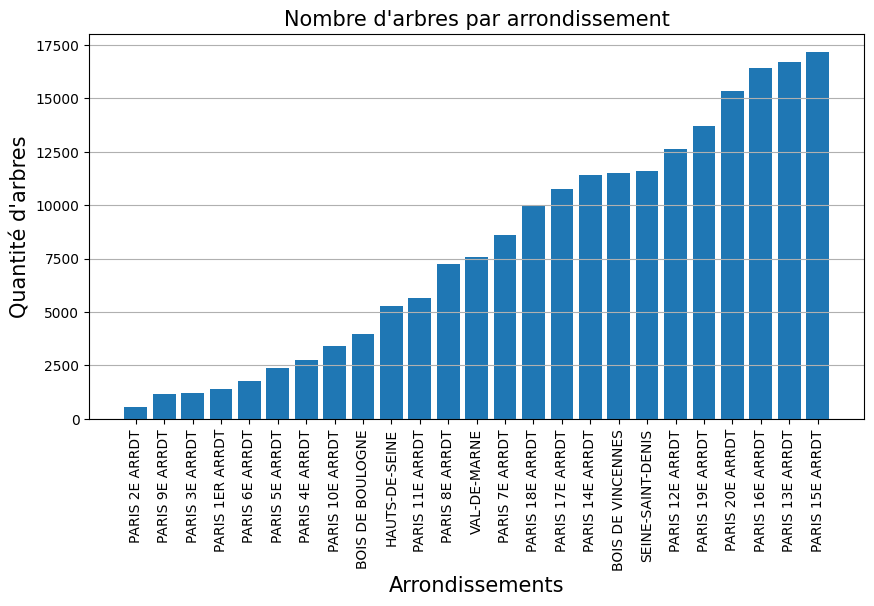 Nombre d'arbres par arrondissement
Quantité d'arbres
17500
15000
12500
10000
7500
5000
2500
0
PARIS 2E ARRDT
PARIS 9E ARRDT
PARIS 3E ARRDT
PARIS 1ER ARRDT
PARIS 6E ARRDT
PARIS 5E ARRDT
PARIS 4E ARRDT
PARIS 10E ARRDT
BOIS DE BOULOGNE
HAUTS-DE-SEINE
PARIS 11E ARRDT
PARIS 8E ARRDT
VAL-DE-MARNE
PARIS 7E ARRDT
PARIS 18E ARRDT
PARIS 17E ARRDT
PARIS 14E ARRDT
BOIS DE VINCENNES
SEINE-SAINT-DENIS
PARIS 12E ARRDT
PARIS 19E ARRDT
PARIS 20E ARRDT
PARIS 16E ARRDT
PARIS 13E ARRDT
PARIS 15E ARRDT
Arrondissements